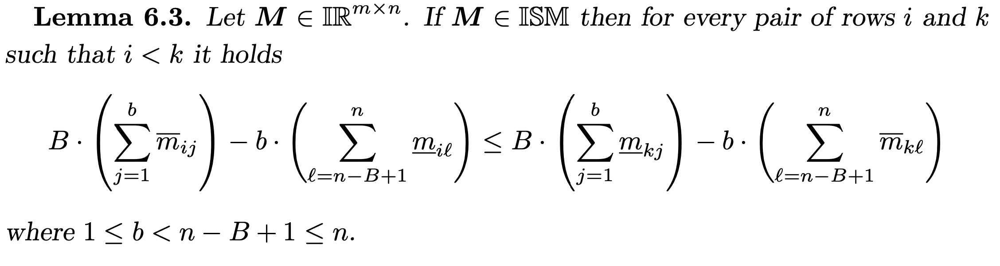 **Lemma 6.3.** Let $\boldsymbol{M} \in \mathbb{IR}^{m \times n}$. If $\boldsymbol{M} \in \mathbb{ISM}$ then for every pair of rows $i$ and $k$
such that $i < k$ it holds
$$B \cdot \left( \sum_{j=1}^{b} \overline{m}_{ij} \right) - b \cdot \left( \sum_{\ell=n-B+1}^{n} \underline{m}_{i\ell} \right) \leq B \cdot \left( \sum_{j=1}^{b} \underline{m}_{kj} \right) - b \cdot \left( \sum_{\ell=n-B+1}^{n} \overline{m}_{k\ell} \right)$$
where $1 \leq b < n - B + 1 \leq n$.